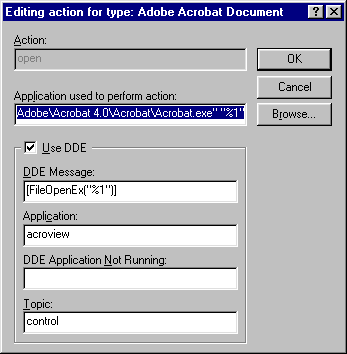 Editing action for type: Adobe Acrobat Document
Action:
open
OK
Cancel
Application used to perform action:
Adobe\Acrobat 4.0\Acrobat\Acrobat.exe" "%1"
Browse...
Use DDE
DDE Message:
[FileOpenEx("%1")]
Application:
acroview
DDE Application Not Running:
Topic:
control